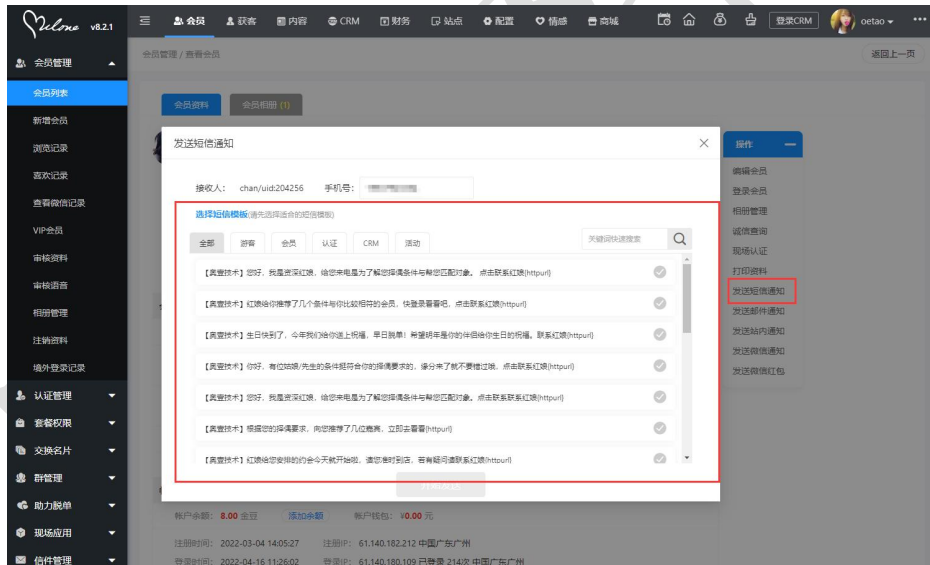 Milone v8.2.1
会员 获客 内容 CRM 财务 站点 配置 情感 商城 登录CRM oetao
会员管理
会员管理 / 查看会员 返回上一页
会员列表
会员资料 会员相册 (1)
新增会员
浏览记录
发送短信通知
操作
喜欢记录
编辑会员
接收人： chan/uid:204256 手机号：
登录会员
查看微信记录
选择短信模板(请先选择适合的短信模板)
相册管理
VIP会员
全部 游客 会员 认证 CRM 活动 关键词快速搜索
诚信查询
现场认证
审核资料
【奥壹技术】您好，我是资深红娘，给您来电是为了解您择偶条件与帮您匹配对象。 点击联系红娘{httpurl}
打印资料
审核语音
发送短信通知
【奥壹技术】红娘给你推荐了几个条件与你比较相符的会员，快登录看看吧，点击联系红娘{httpurl}
发送邮件通知
相册管理
发送站内通知
注销资料
【奥壹技术】生日快到了，今年我们给你送上祝福，早日脱单！希望明年是你的伴侣给你生日的祝福。联系红娘{httpurl}
发送微信通知
境外登录记录
【奥壹技术】你好，有位姑娘/先生的条件挺符合你的择偶要求的，缘分来了就不要错过哦，点击联系红娘{httpurl}
发送微信红包
认证管理
【奥壹技术】您好，我是资深红娘，给您来电是为了解您择偶条件与帮您匹配对象。点击联系联系红娘{httpurl}
套餐权限
【奥壹技术】根据您的择偶要求，向您推荐了几位嘉宾，立即去看看{httpurl}
交换名片
【奥壹技术】红娘给您安排的约会今天就开始啦，请您准时到店，若有疑问请联系红娘{httpurl}
群管理
助力脱单
帐户余额： 8.00 金豆 添加余额 帐户钱包： ¥0.00 元
现场应用
注册时间： 2022-03-04 14:05:27 注册IP： 61.140.182.212 中国广东广州
信件管理
登录时间： 2022-04-16 11:26:02 登录IP： 61.140.180.109 已登录 214次 中国广东广州